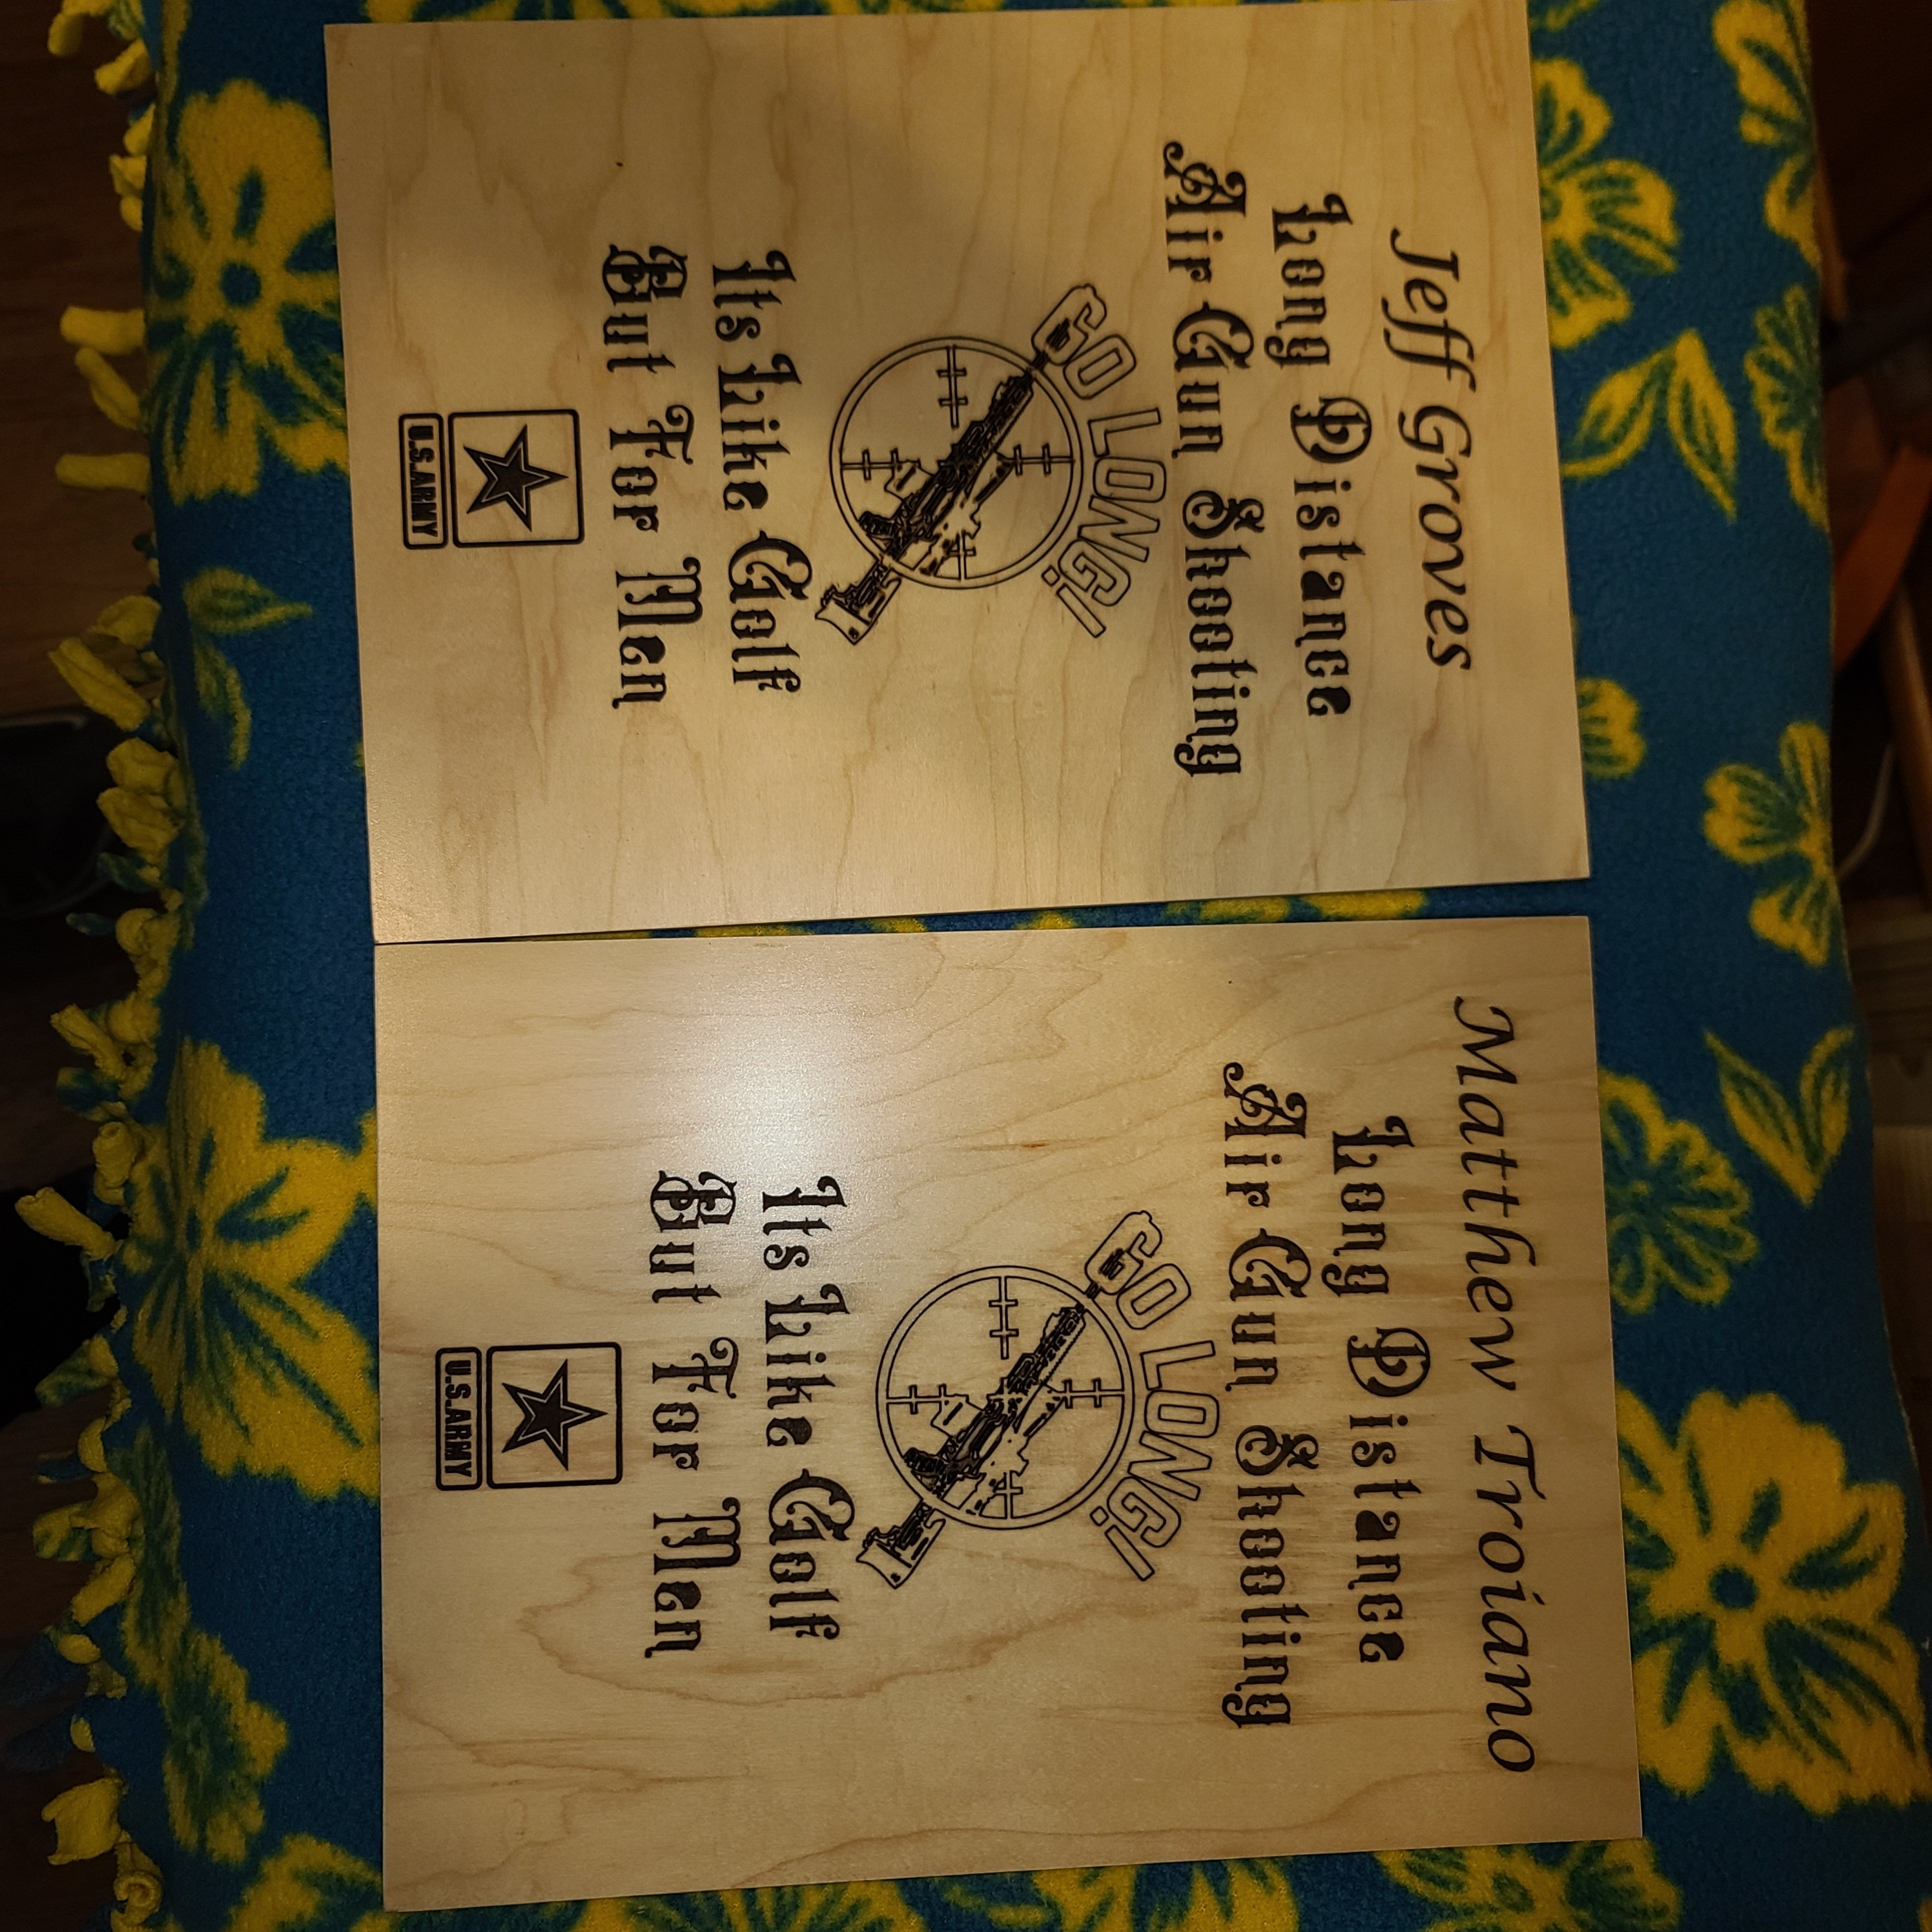 Jeff Groves
Long Distance
Air Gun Shooting
GO LONG!
Its Like Golf
But For Men
U.S.ARMY
Matthew Troiano
Long Distance
Air Gun Shooting
GO LONG!
Its Like Golf
But For Men
U.S.ARMY